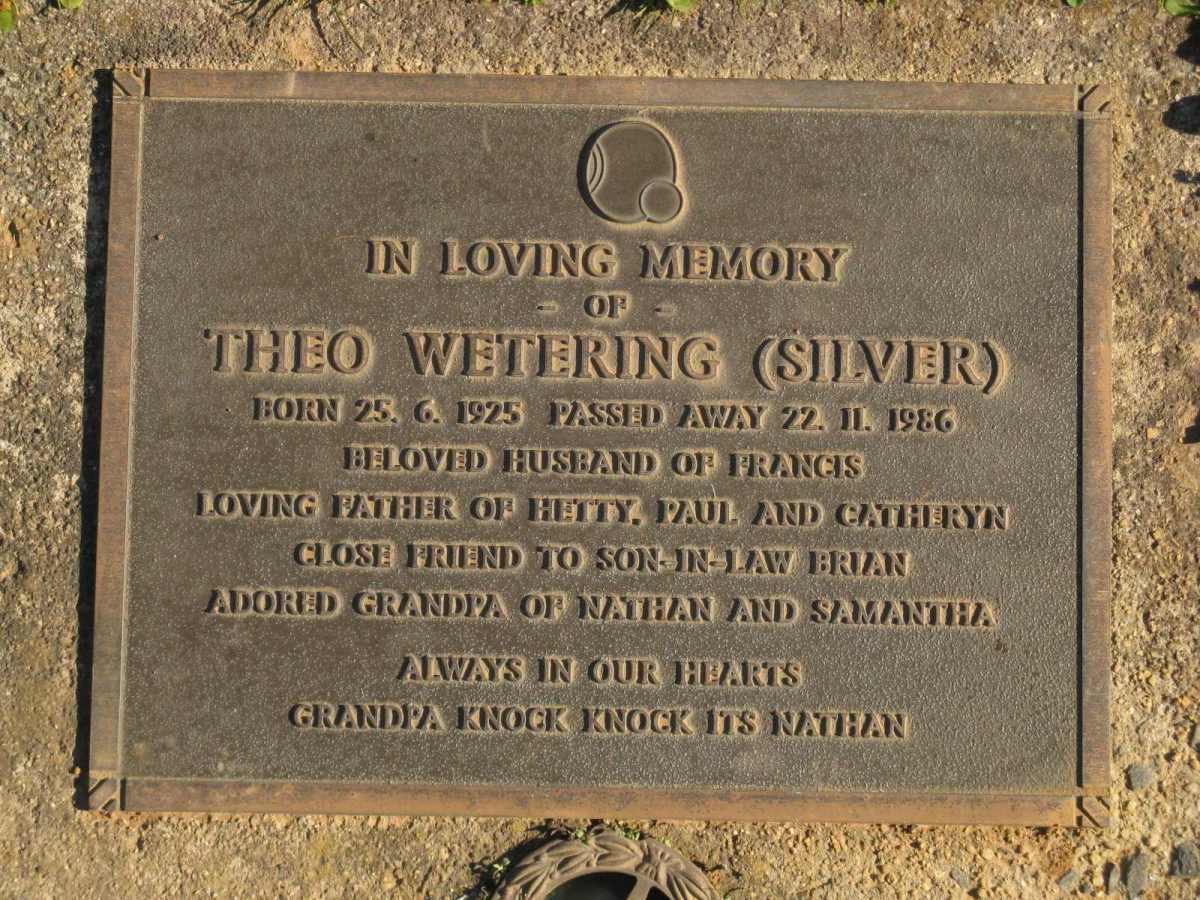 IN LOVING MEMORY
- OF -
THEO WETERING (SILVER)
BORN 25. 6. 1925 PASSED AWAY 22. 11. 1986
BELOVED HUSBAND OF FRANCIS
LOVING FATHER OF HETTY, PAUL AND CATHERYN
CLOSE FRIEND TO SON-IN-LAW BRIAN
ADORED GRANDPA OF NATHAN AND SAMANTHA
ALWAYS IN OUR HEARTS
GRANDPA KNOCK KNOCK ITS NATHAN